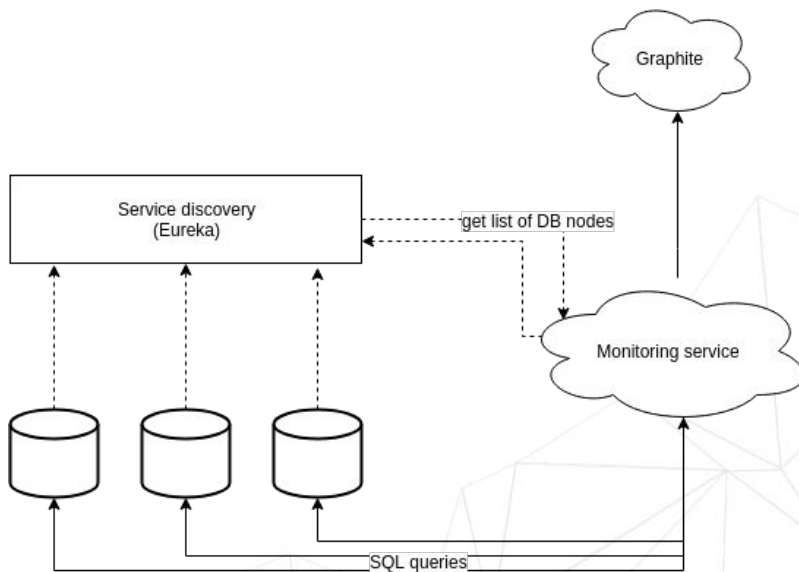 Graphite
Service discovery
(Eureka)
get list of DB nodes
Monitoring service
SQL queries